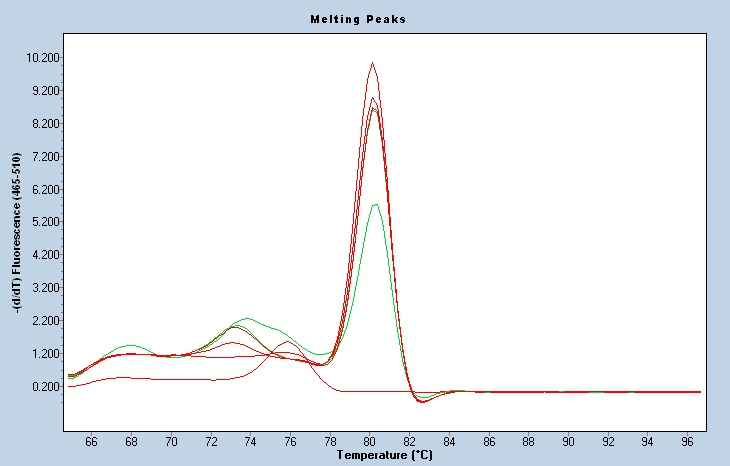 Melting Peaks
-(d/dT) Fluorescence (465-510)
10.200
9.200
8.200
7.200
6.200
5.200
4.200
3.200
2.200
1.200
0.200
66 68 70 72 74 76 78 80 82 84 86 88 90 92 94 96
Temperature (°C)